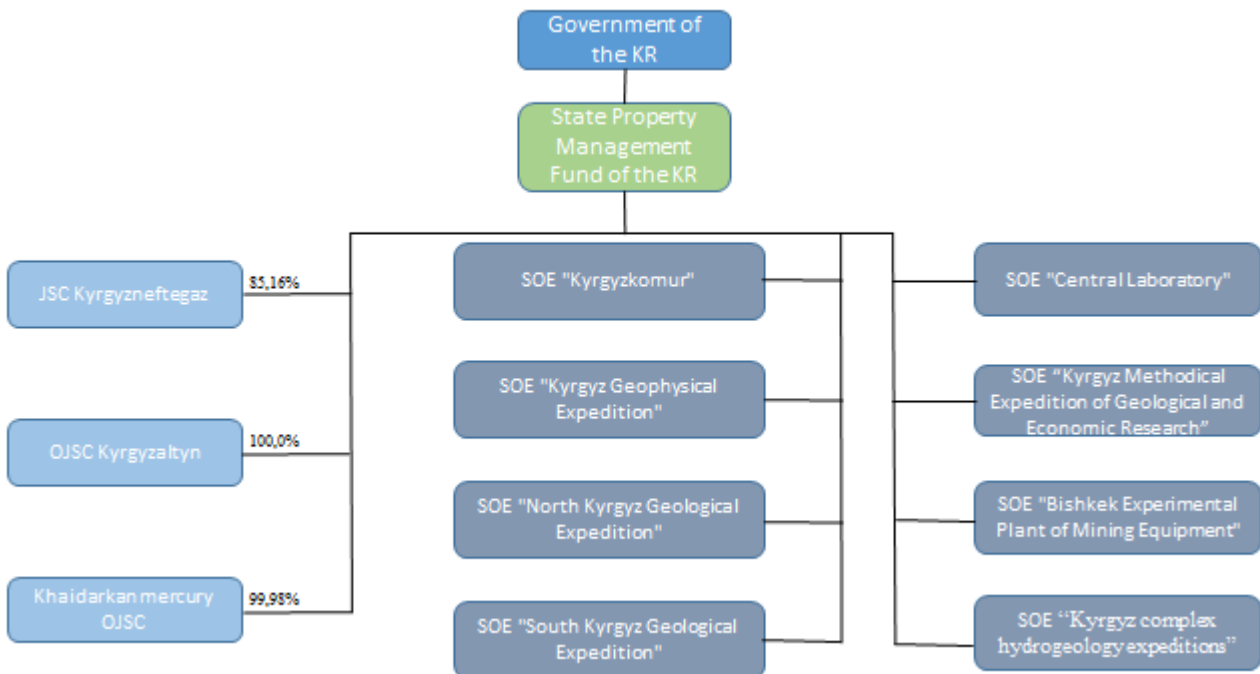 Government of
the KR
State Property
Management
Fund of the KR
JSC Kyrgyzneftegaz
85,16%
OJSC Kyrgyzaltyn
100,0%
Khaidarkan mercury
OJSC
99,98%
SOE "Kyrgyzkomur"
SOE "Kyrgyz Geophysical
Expedition"
SOE "North Kyrgyz Geological
Expedition"
SOE "South Kyrgyz Geological
Expedition"
SOE "Central Laboratory"
SOE “Kyrgyz Methodical
Expedition of Geological and
Economic Research”
SOE "Bishkek Experimental
Plant of Mining Equipment"
SOE “Kyrgyz complex
hydrogeology expeditions”